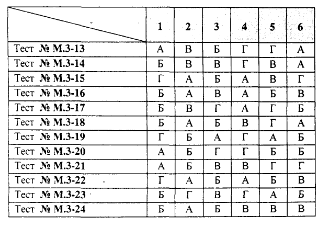 1 2 3 4 5 6
Тест № М.3-13 А В Б Г Г А
Тест № М.3-14 Б В В Г В А
Тест № М.3-15 Г А Б А В Г
Тест № М.3-16 Б А В А Б В
Тест № М.3-17 Б В Г А Г Б
Тест № М.3-18 Б А Б В Г А
Тест № М.3-19 Г Б А Г А Б
Тест № М.3-20 А Б Г Г Б Б
Тест № М.3-21 А Б В В Г Г
Тест № М.3-22 Г А Б А Б В
Тест № М.3-23 Б Г В Г А Б
Тест № М.3-24 Б А Б В В В